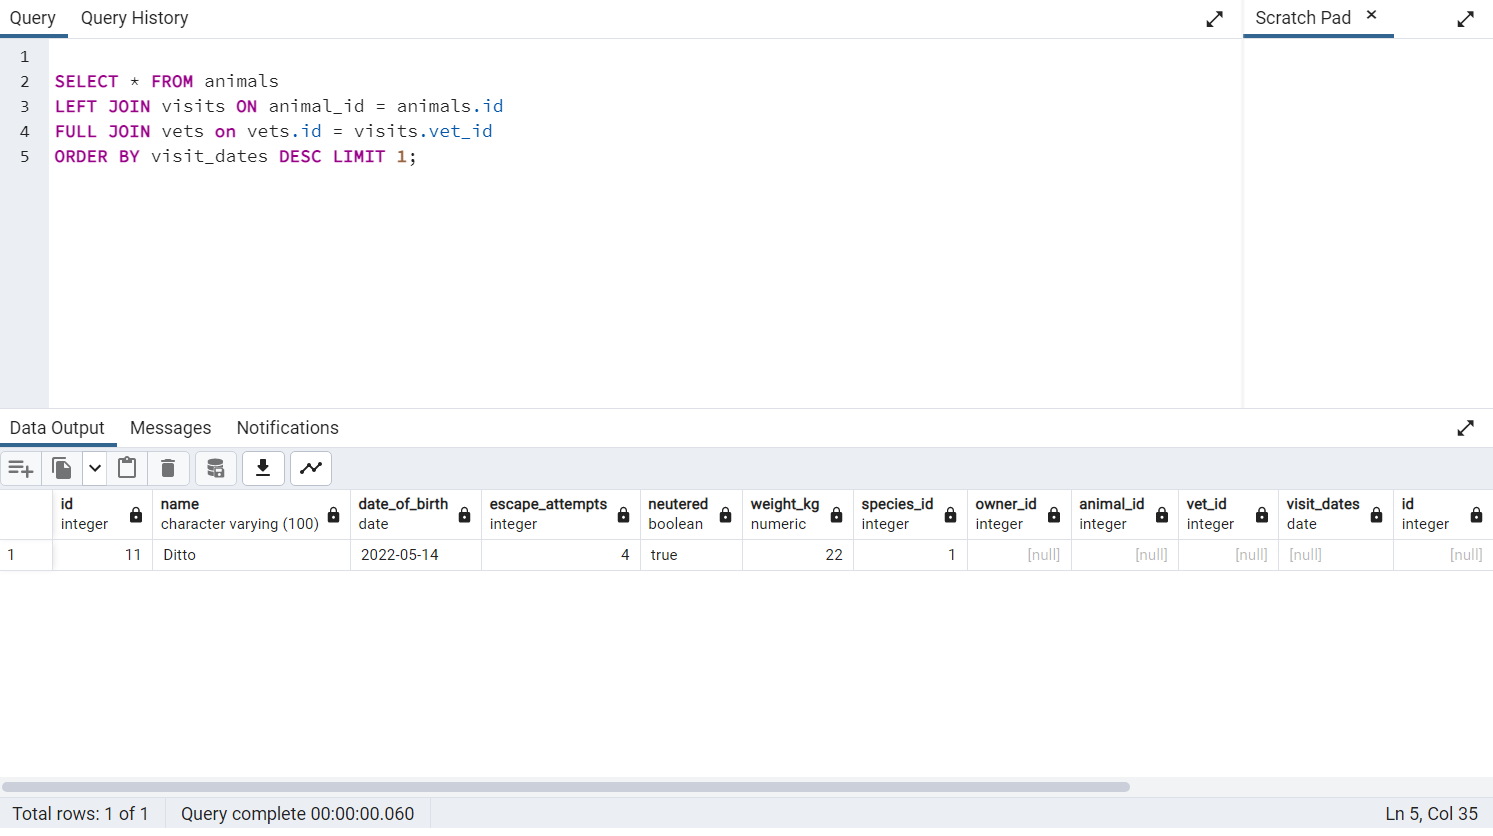 Query Query History Scratch Pad ×
1
2 SELECT * FROM animals
3 LEFT JOIN visits ON animal_id = animals.id
4 FULL JOIN vets on vets.id = visits.vet_id
5 ORDER BY visit_dates DESC LIMIT 1;
Data Output Messages Notifications
id name date_of_birth escape_attempts neutered weight_kg species_id owner_id animal_id vet_id visit_dates id
integer character varying (100) date integer boolean numeric integer integer integer integer date integer
1 11 Ditto 2022-05-14 4 true 22 1 [null] [null] [null] [null] [null]
Total rows: 1 of 1 Query complete 00:00:00.060 Ln 5, Col 35